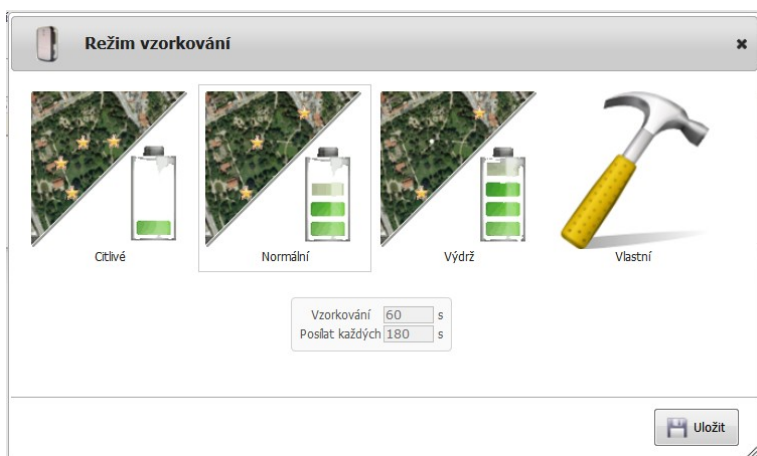 Režim vzorkování
Citlivé
Normální
Výdrž
Vlastní
Vzorkování 60 s
Posílat každých 180 s
Uložit